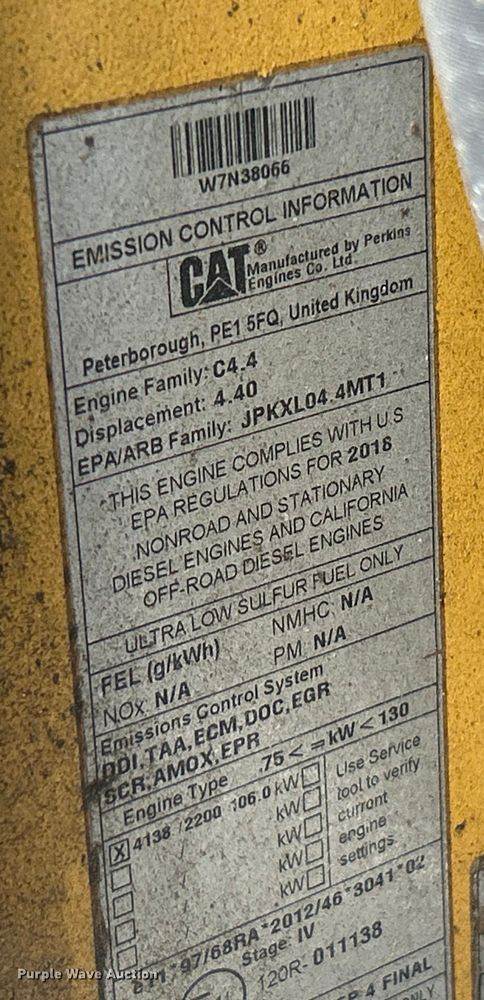 W7N38066
EMISSION CONTROL INFORMATION
CAT® Manufactured by Perkins
Engines Co. Ltd
Peterborough, PE1 5FQ, United Kingdom
Engine Family: C4.4
Displacement: 4.40
EPA/ARB Family: JPKXL04.4MT1
THIS ENGINE COMPLIES WITH U.S
EPA REGULATIONS FOR 2018
NONROAD AND STATIONARY
DIESEL ENGINES AND CALIFORNIA
OFF-ROAD DIESEL ENGINES
ULTRA LOW SULFUR FUEL ONLY
FEL (g/kWh) NMHC: N/A
NOX: N/A PM: N/A
Emissions Control System
DDI,TAA,ECM,DOC,EGR
SCR,AMOX,EPR
Engine Type .75<=kW<130
X 4138 /2200 106.0 kW
kW
kW
kW
kW
Use Service
tool to verify
current
engine
settings
e11*97/68RA*2012/46*3041*02
Stage: IV
120R-011138
4 FINAL
Purple Wave Auction